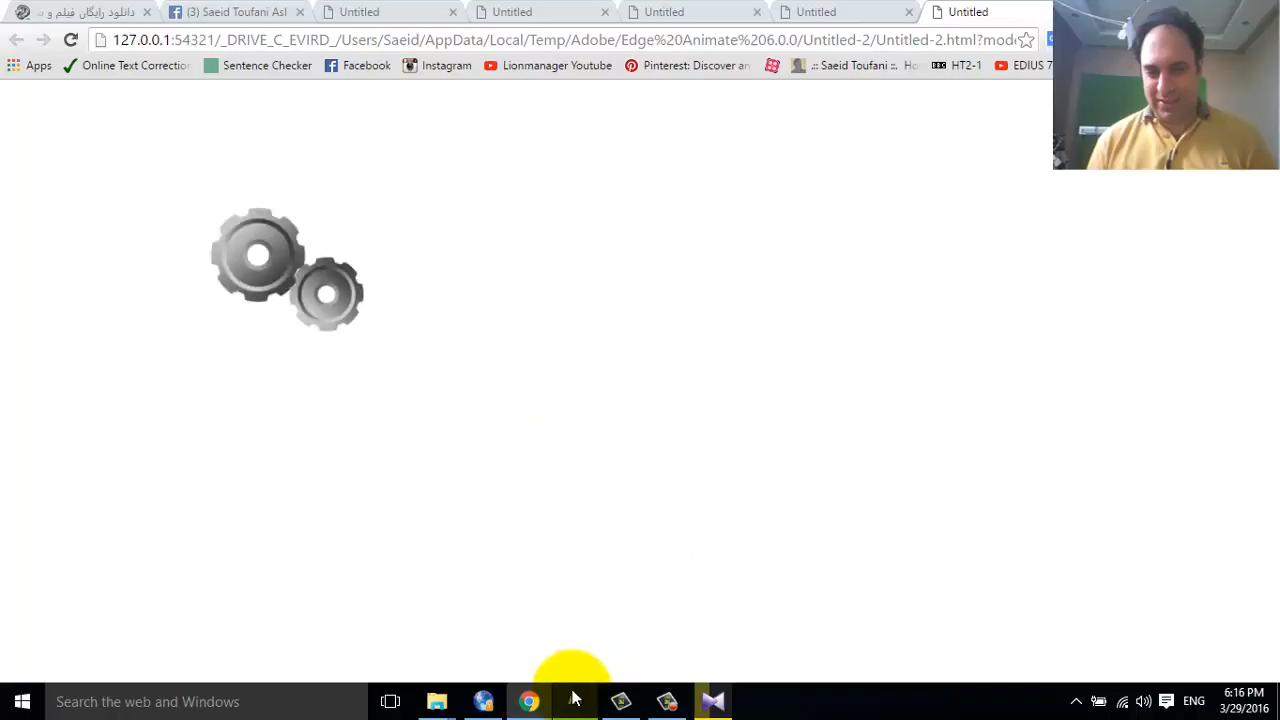 دانلود رایگان فیلم و س
(3) Saeid Toufani Asl
Untitled
Untitled
Untitled
Untitled
Untitled
127.0.0.1:54321/_DRIVE_C_EVIRD_/Users/Saeid/AppData/Local/Temp/Adobe/Edge%20Animate%206.0.0/Untitled-2/Untitled-2.html?mode
Apps
Online Text Correction
Sentence Checker
Facebook
Instagram
Lionmanager Youtube
Pinterest: Discover an
.:: Saeid Toufani ::. Ho
HT2-1
EDIUS 7
Search the web and Windows
ENG
6:16 PM
3/29/2016